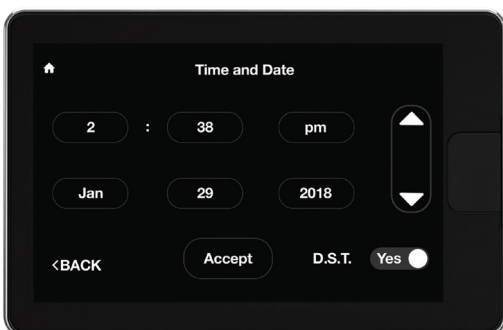 Time and Date
2 : 38 pm
Jan 29 2018
<BACK Accept D.S.T. Yes